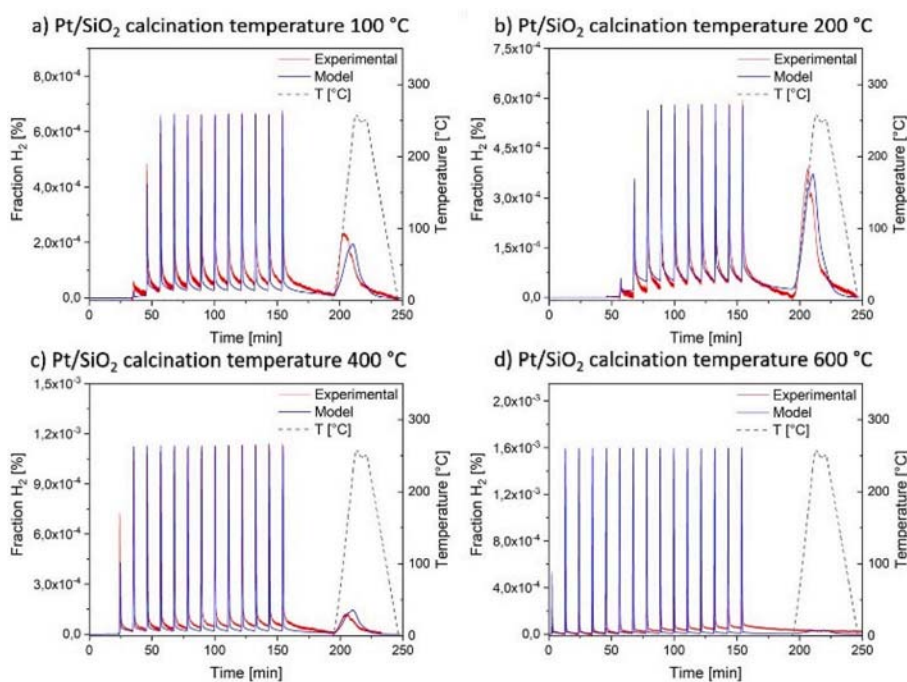 a) Pt/SiO₂ calcination temperature 100 °C
Experimental
Model
T [°C]
8,0x10⁻⁴
6,0x10⁻⁴
4,0x10⁻⁴
2,0x10⁻⁴
0,0
Fraction H₂ [%]
300
200
100
0
Temperature [°C]
0 50 100 150 200 250
Time [min]
b) Pt/SiO₂ calcination temperature 200 °C
Experimental
Model
T [°C]
7,5x10⁻⁴
6,0x10⁻⁴
4,5x10⁻⁴
3,0x10⁻⁴
1,5x10⁻⁴
0,0
Fraction H₂ [%]
300
200
100
0
Temperature [°C]
0 50 100 150 200 250
Time [min]
c) Pt/SiO₂ calcination temperature 400 °C
Experimental
Model
T [°C]
1,5x10⁻³
1,2x10⁻³
9,0x10⁻⁴
6,0x10⁻⁴
3,0x10⁻⁴
0,0
Fraction H₂ [%]
300
200
100
0
Temperature [°C]
0 50 100 150 200 250
Time [min]
d) Pt/SiO₂ calcination temperature 600 °C
Experimental
Model
T [°C]
2,0x10⁻³
1,6x10⁻³
1,2x10⁻³
8,0x10⁻⁴
4,0x10⁻⁴
0,0
Fraction H₂ [%]
300
200
100
0
Temperature [°C]
0 50 100 150 200 250
Time [min]